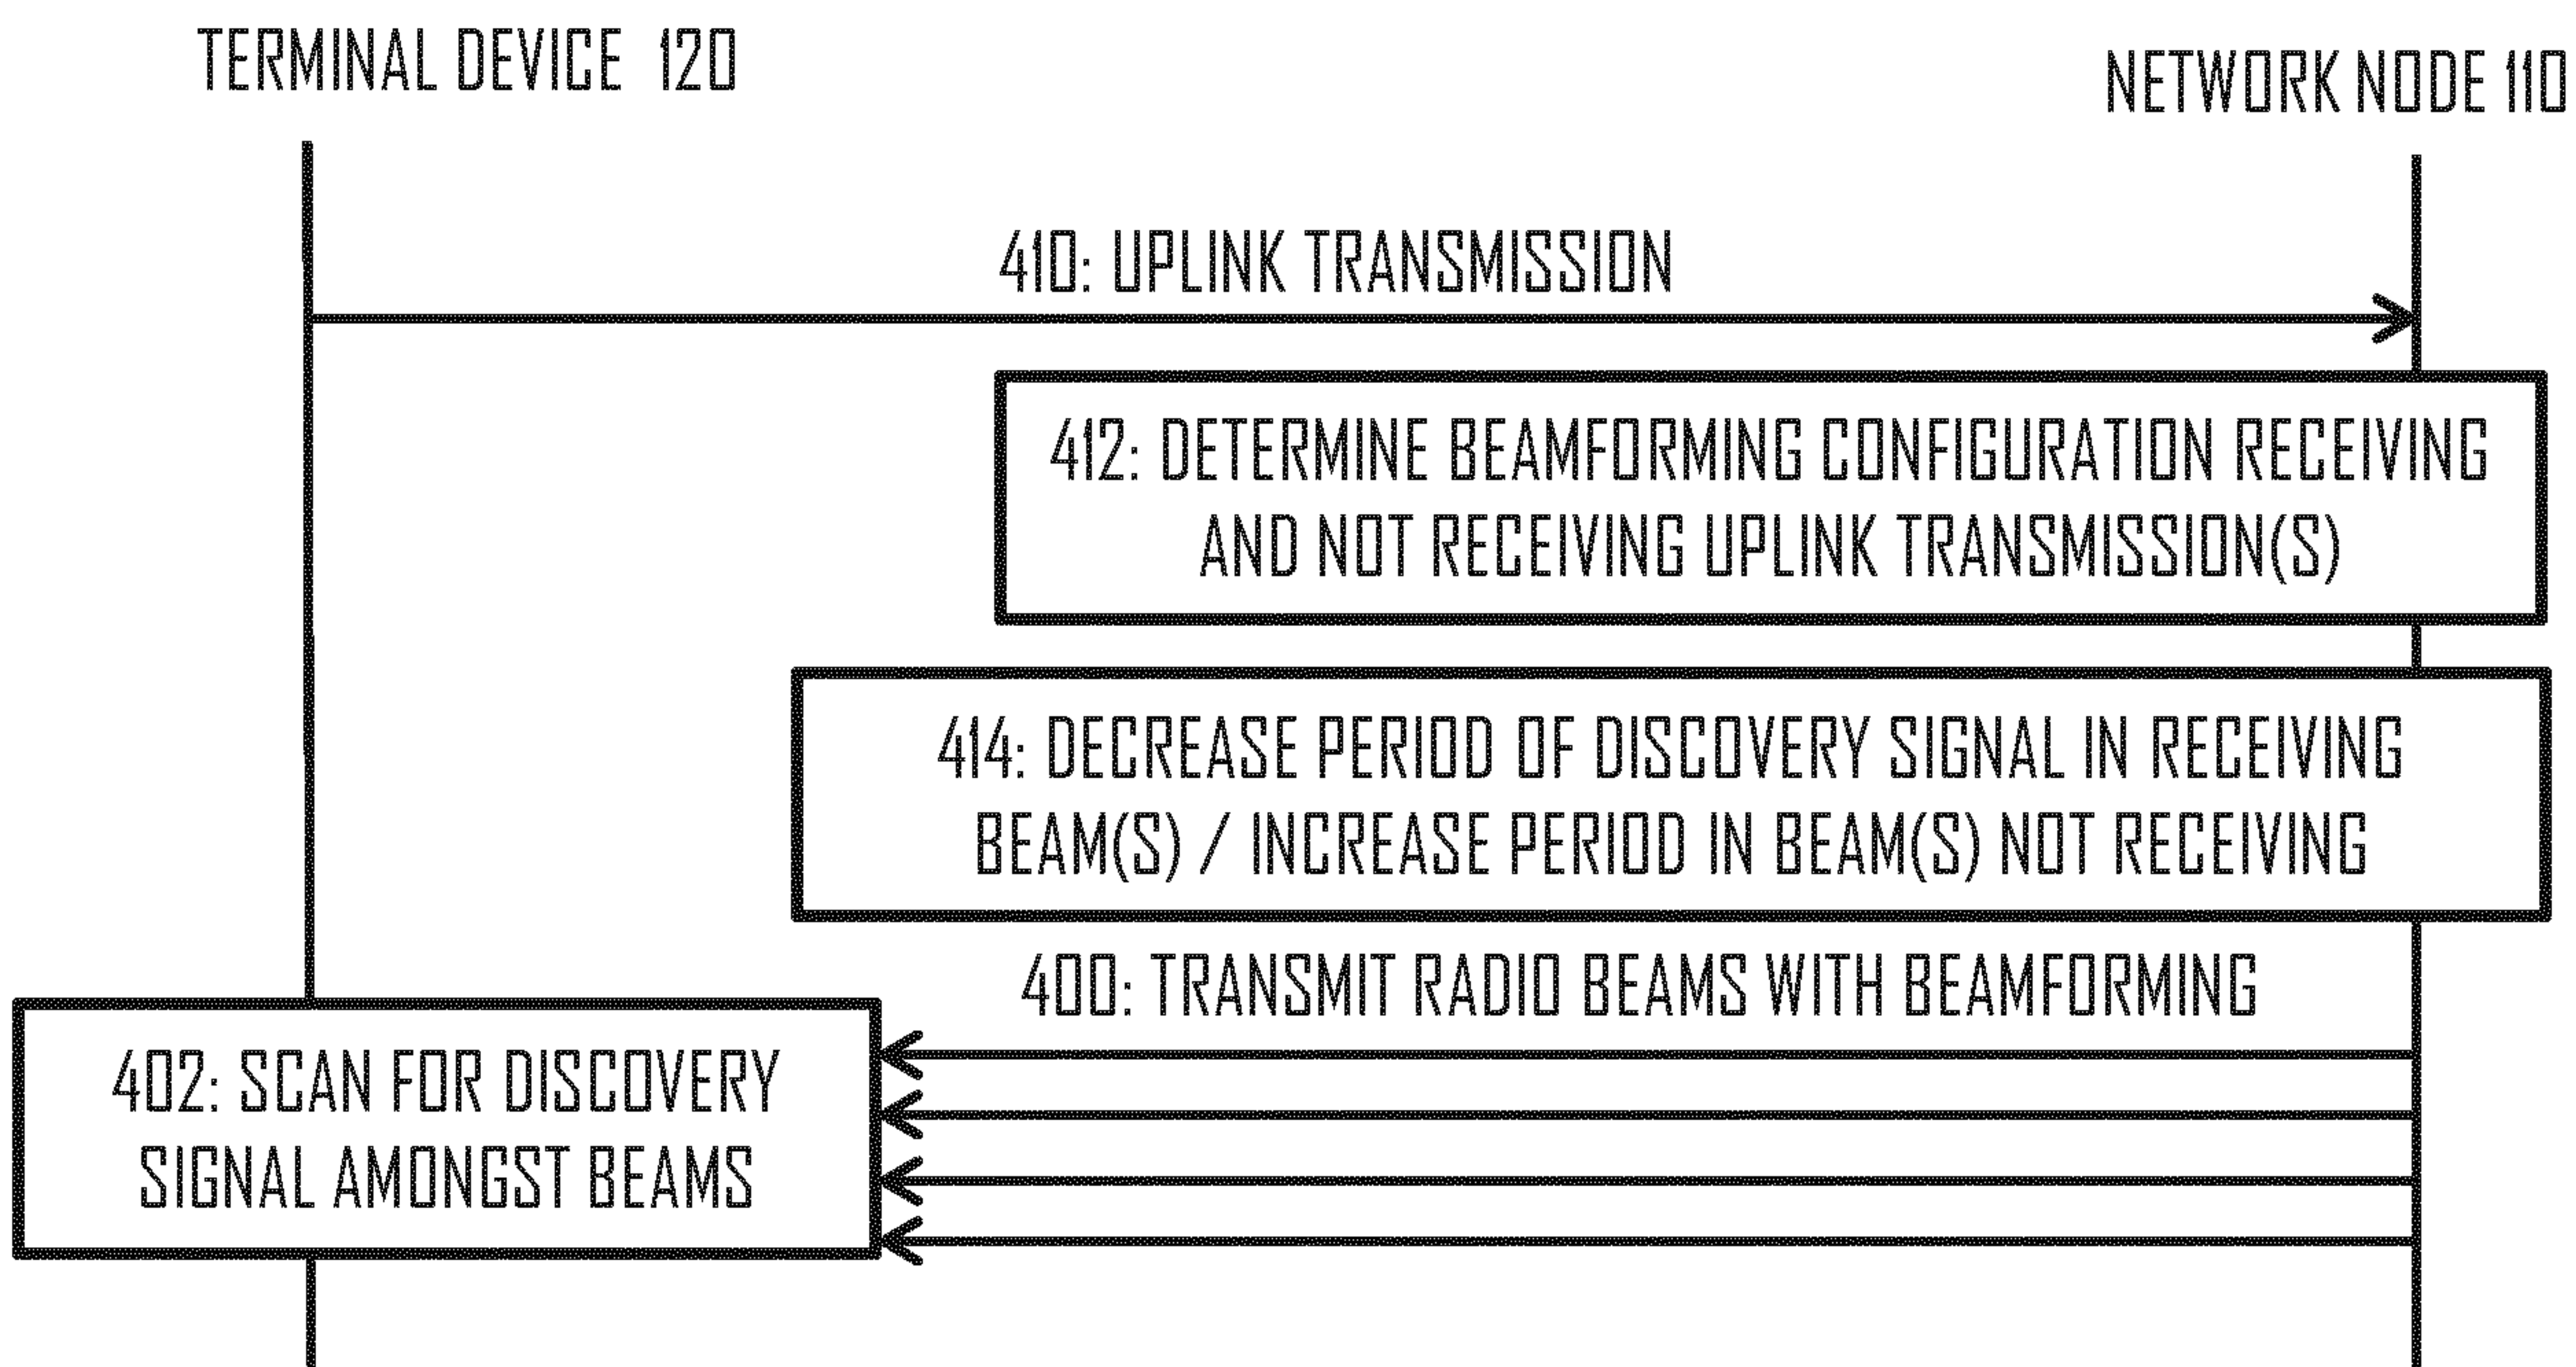 TERMINAL DEVICE 120
NETWORK NODE 110
410: UPLINK TRANSMISSION
412: DETERMINE BEAMFORMING CONFIGURATION RECEIVING
AND NOT RECEIVING UPLINK TRANSMISSION(S)
414: DECREASE PERIOD OF DISCOVERY SIGNAL IN RECEIVING
BEAM(S) / INCREASE PERIOD IN BEAM(S) NOT RECEIVING
400: TRANSMIT RADIO BEAMS WITH BEAMFORMING
402: SCAN FOR DISCOVERY
SIGNAL AMONGST BEAMS